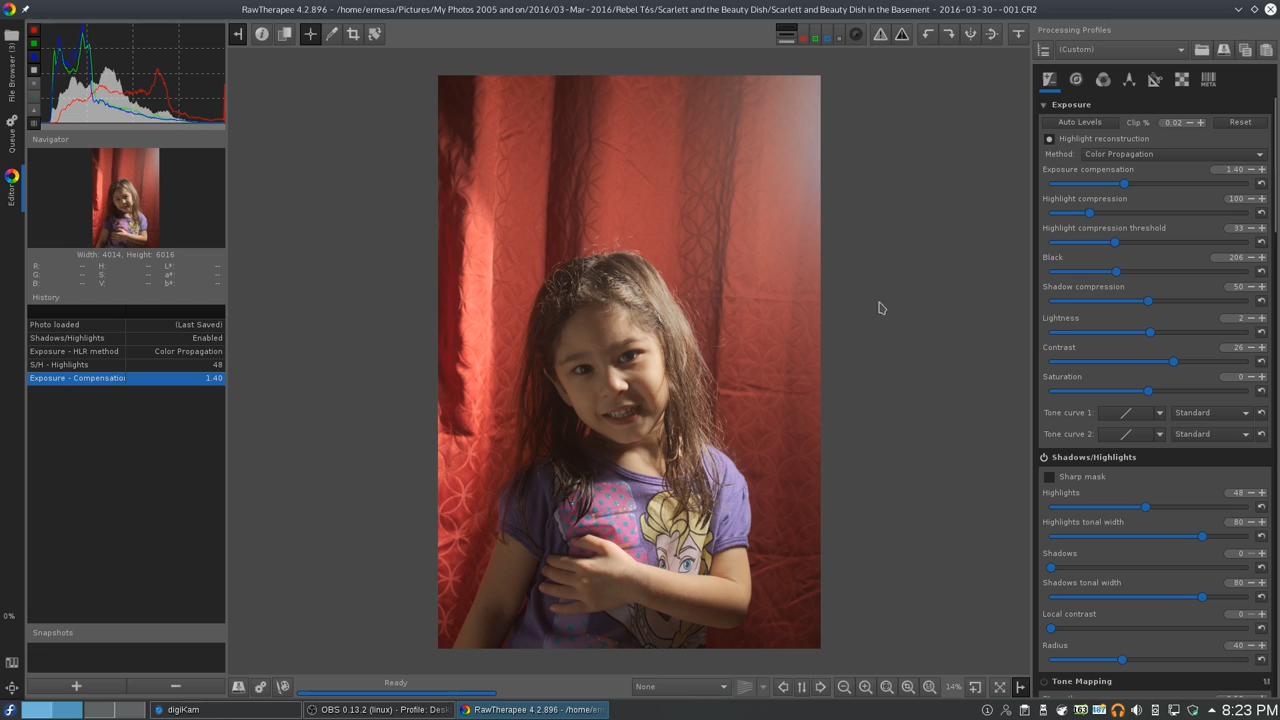 RawTherapee 4.2.896 - /home/ermesa/Pictures/My Photos 2005 and on/2016/03-Mar-2016/Rebel T6s/Scarlett and the Beauty Dish/Scarlett and Beauty Dish in the Basement - 2016-03-30--001.CR2
File Browser (3)
Queue (3)
Editor
Navigator
Width: 4014, Height: 6016
R: -- H: -- L*: --
G: -- S: -- a*: --
B: -- V: -- b*: --
History
Photo loaded (Last Saved)
Shadows/Highlights Enabled
Exposure - HLR method Color Propagation
S/H - Highlights 48
Exposure - Compensation 1.40
0%
Snapshots
Ready
None
14%
Processing Profiles
(Custom)
META
Exposure
Auto Levels Clip % 0.02 Reset
Highlight reconstruction
Method: Color Propagation
Exposure compensation 1.40
Highlight compression 100
Highlight compression threshold 33
Black 206
Shadow compression 50
Lightness 2
Contrast 26
Saturation 0
Tone curve 1: Standard
Tone curve 2: Standard
Shadows/Highlights
Sharp mask
Highlights 48
Highlights tonal width 80
Shadows 0
Shadows tonal width 80
Local contrast 0
Radius 40
Tone Mapping
digiKam
OBS 0.13.2 (linux) - Profile: Desk
RawTherapee 4.2.896 - /home/erm
163
487
8:23 PM